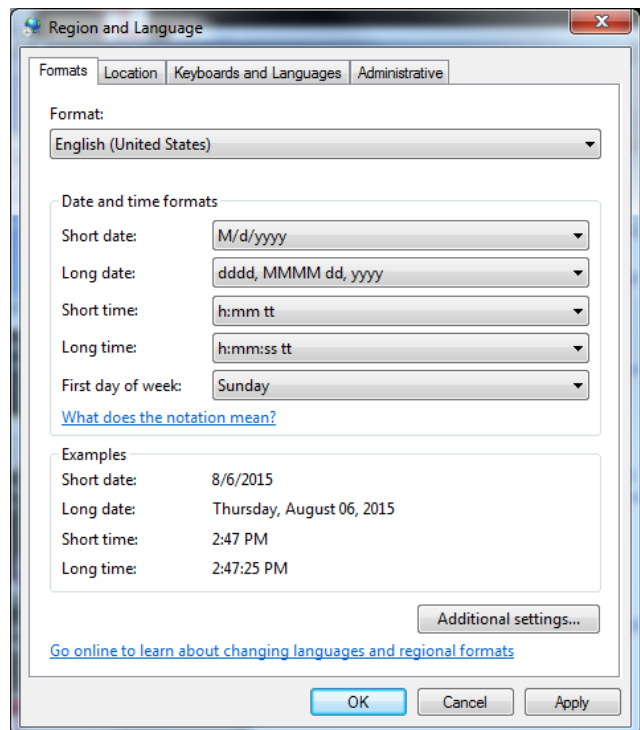 Region and Language
Formats Location Keyboards and Languages Administrative
Format:
English (United States)
Date and time formats
Short date: M/d/yyyy
Long date: dddd, MMMM dd, yyyy
Short time: h:mm tt
Long time: h:mm:ss tt
First day of week: Sunday
What does the notation mean?
Examples
Short date: 8/6/2015
Long date: Thursday, August 06, 2015
Short time: 2:47 PM
Long time: 2:47:25 PM
Additional settings...
Go online to learn about changing languages and regional formats
OK Cancel Apply